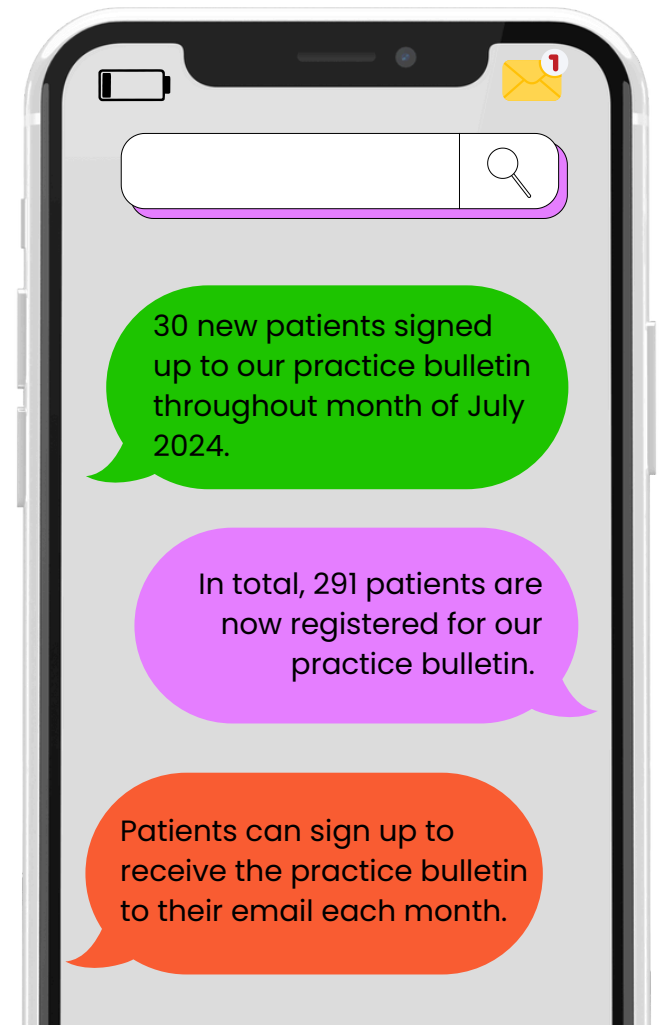 1
30 new patients signed
up to our practice bulletin
throughout month of July
2024.
In total, 291 patients are
now registered for our
practice bulletin.
Patients can sign up to
receive the practice bulletin
to their email each month.